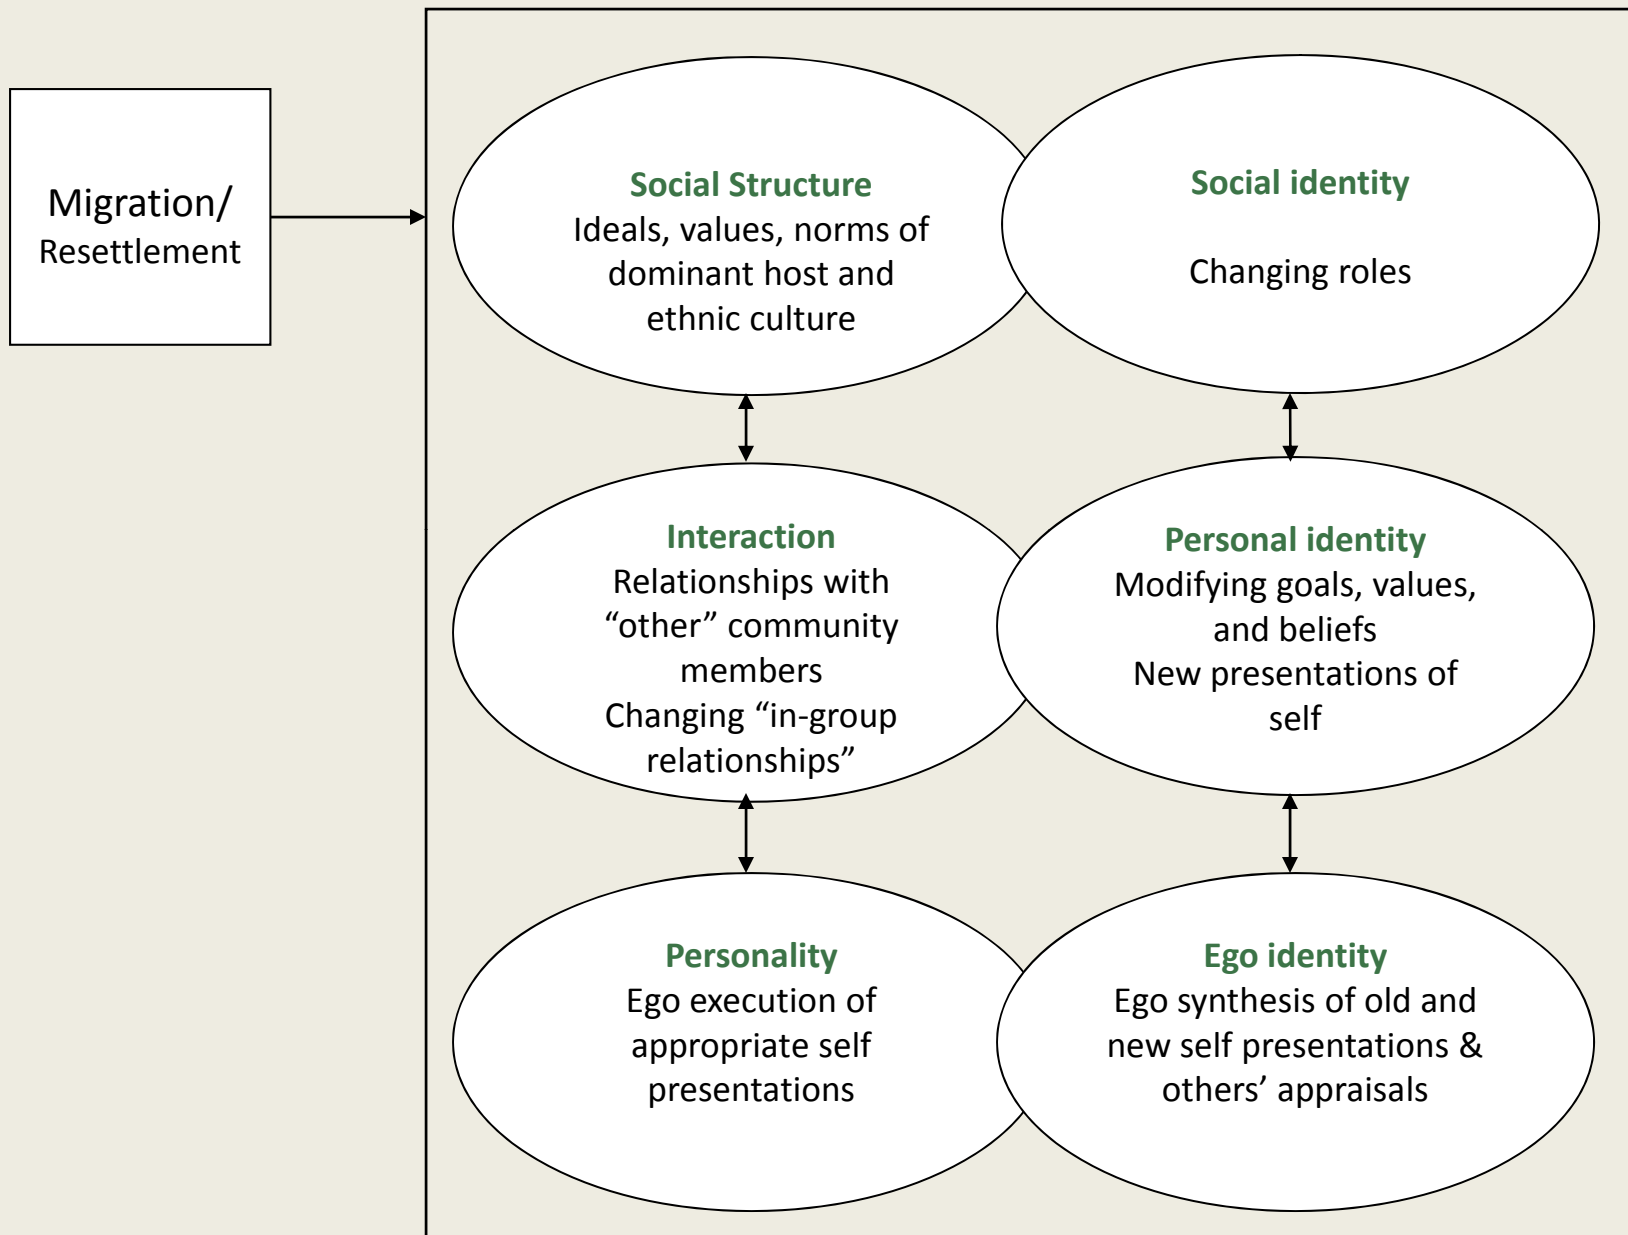 Migration/
Resettlement
Social Structure
Ideals, values, norms of
dominant host and
ethnic culture
Social identity
Changing roles
Interaction
Relationships with
“other” community
members
Changing “in-group
relationships”
Personal identity
Modifying goals, values,
and beliefs
New presentations of
self
Personality
Ego execution of
appropriate self
presentations
Ego identity
Ego synthesis of old and
new self presentations &
others’ appraisals